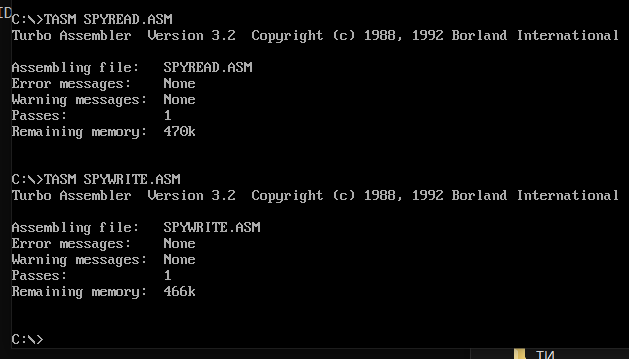 ID
C:\>TASM SPYREAD.ASM
Turbo Assembler  Version 3.2  Copyright (c) 1988, 1992 Borland International
Assembling file:   SPYREAD.ASM
Error messages:    None
Warning messages:  None
Passes:            1
Remaining memory:  470k
C:\>TASM SPYWRITE.ASM
Turbo Assembler  Version 3.2  Copyright (c) 1988, 1992 Borland International
Assembling file:   SPYWRITE.ASM
Error messages:    None
Warning messages:  None
Passes:            1
Remaining memory:  466k
C:\>
ТИ